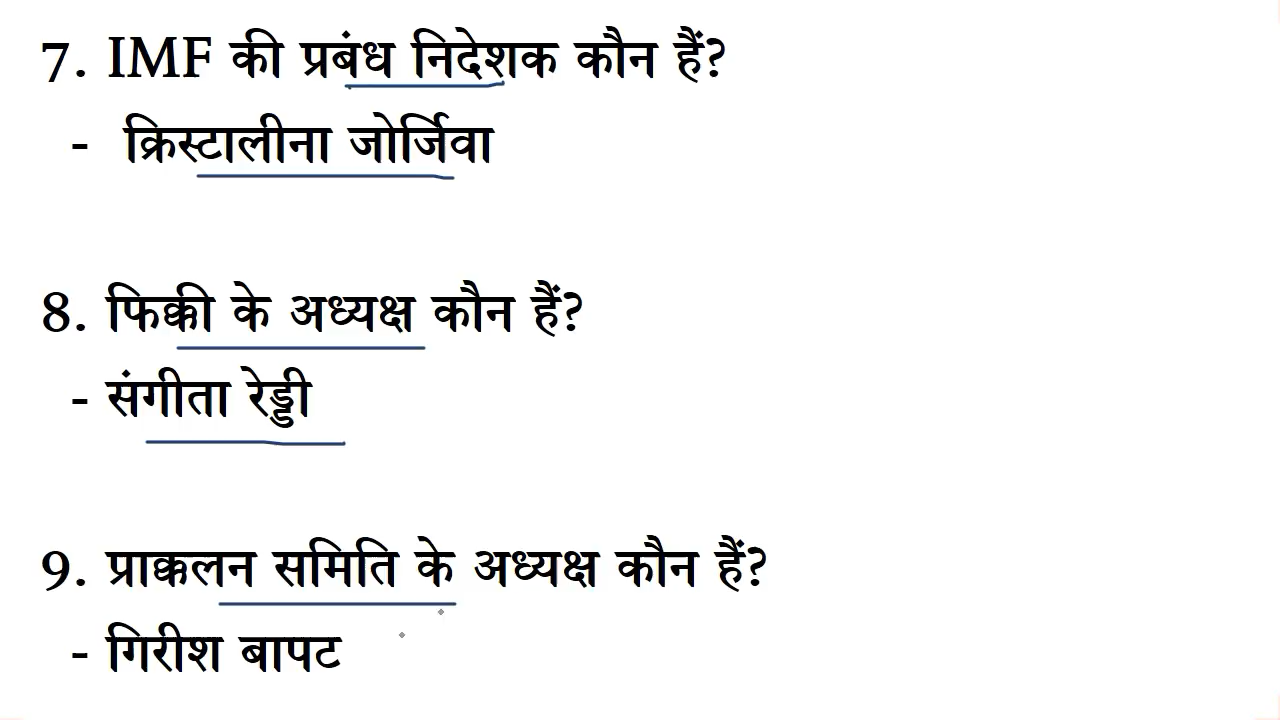 7. IMF की प्रबंध निदेशक कौन हैं?
- क्रिस्टालीना जोर्जिवा
8. फिक्की के अध्यक्ष कौन हैं?
- संगीता रेड्डी
9. प्राक्कलन समिति के अध्यक्ष कौन हैं?
- गिरीश बापट